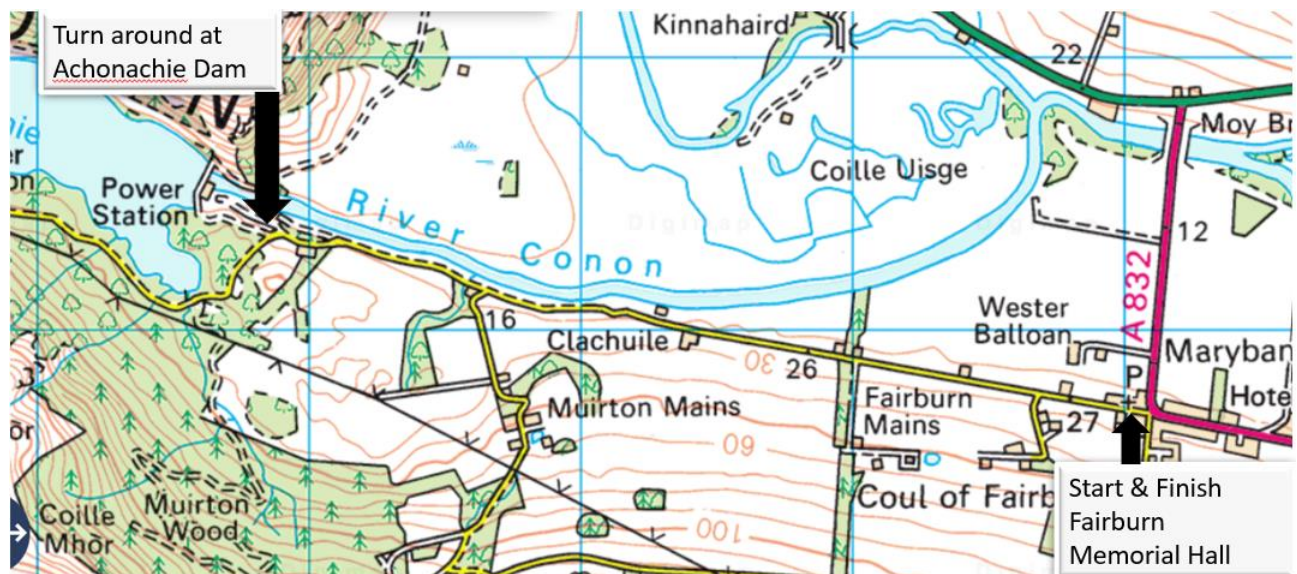 Turn around at
Achonachie Dam
Kinnahaird
22
Moy Br
Coille Uisge
Power
Station
River Conon
12
A 832
Wester
Balloan
16
Clachuile
30
26
Maryban
P
Hote
Muirton Mains
Fairburn
Mains
27
60
Coul of Fairb
100
Muirton
Wood
Coille
Mhòr
Start & Finish
Fairburn
Memorial Hall